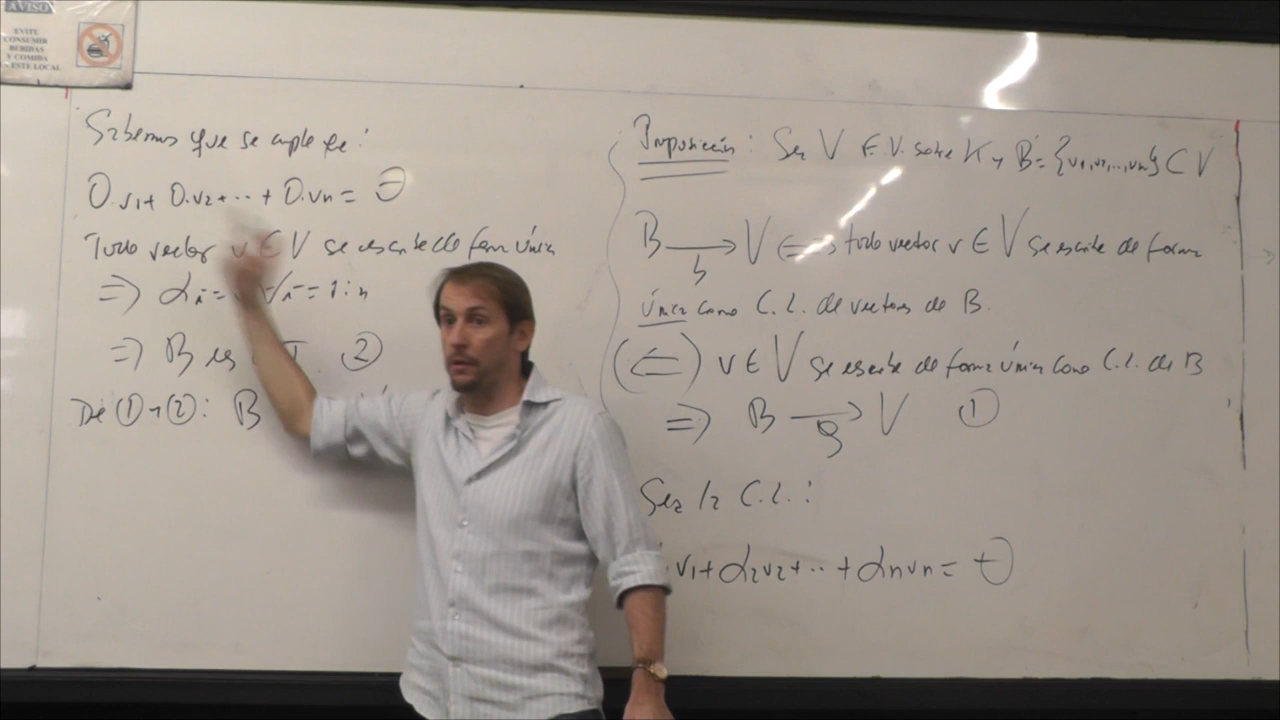 AVISO
EVITE
CONSUMIR
BEBIDAS
Y COMIDA
ESTE LOCAL
Sabemos que se cumple que:
0.v1+ 0.v2+...+ 0.vn= Θ
Todo vector v ∈ V se escribe de forma única
⇒ αi= ∀i=1:n
⇒ B es ②
De ① y ②: B
Proposición: Sea V E.V. sobre K y B={v1,v2,...,vn} ⊂ V
B ⟶ V ⟺ todo vector v ∈ V se escribe de forma
b
única como C.L. de vectores de B.
(⇐) v ∈ V se escribe de forma única como C.L. de B
⇒ B ⟶ V ①
g
Sea la C.L.:
v1+α2v2+...+αnvn= Θ